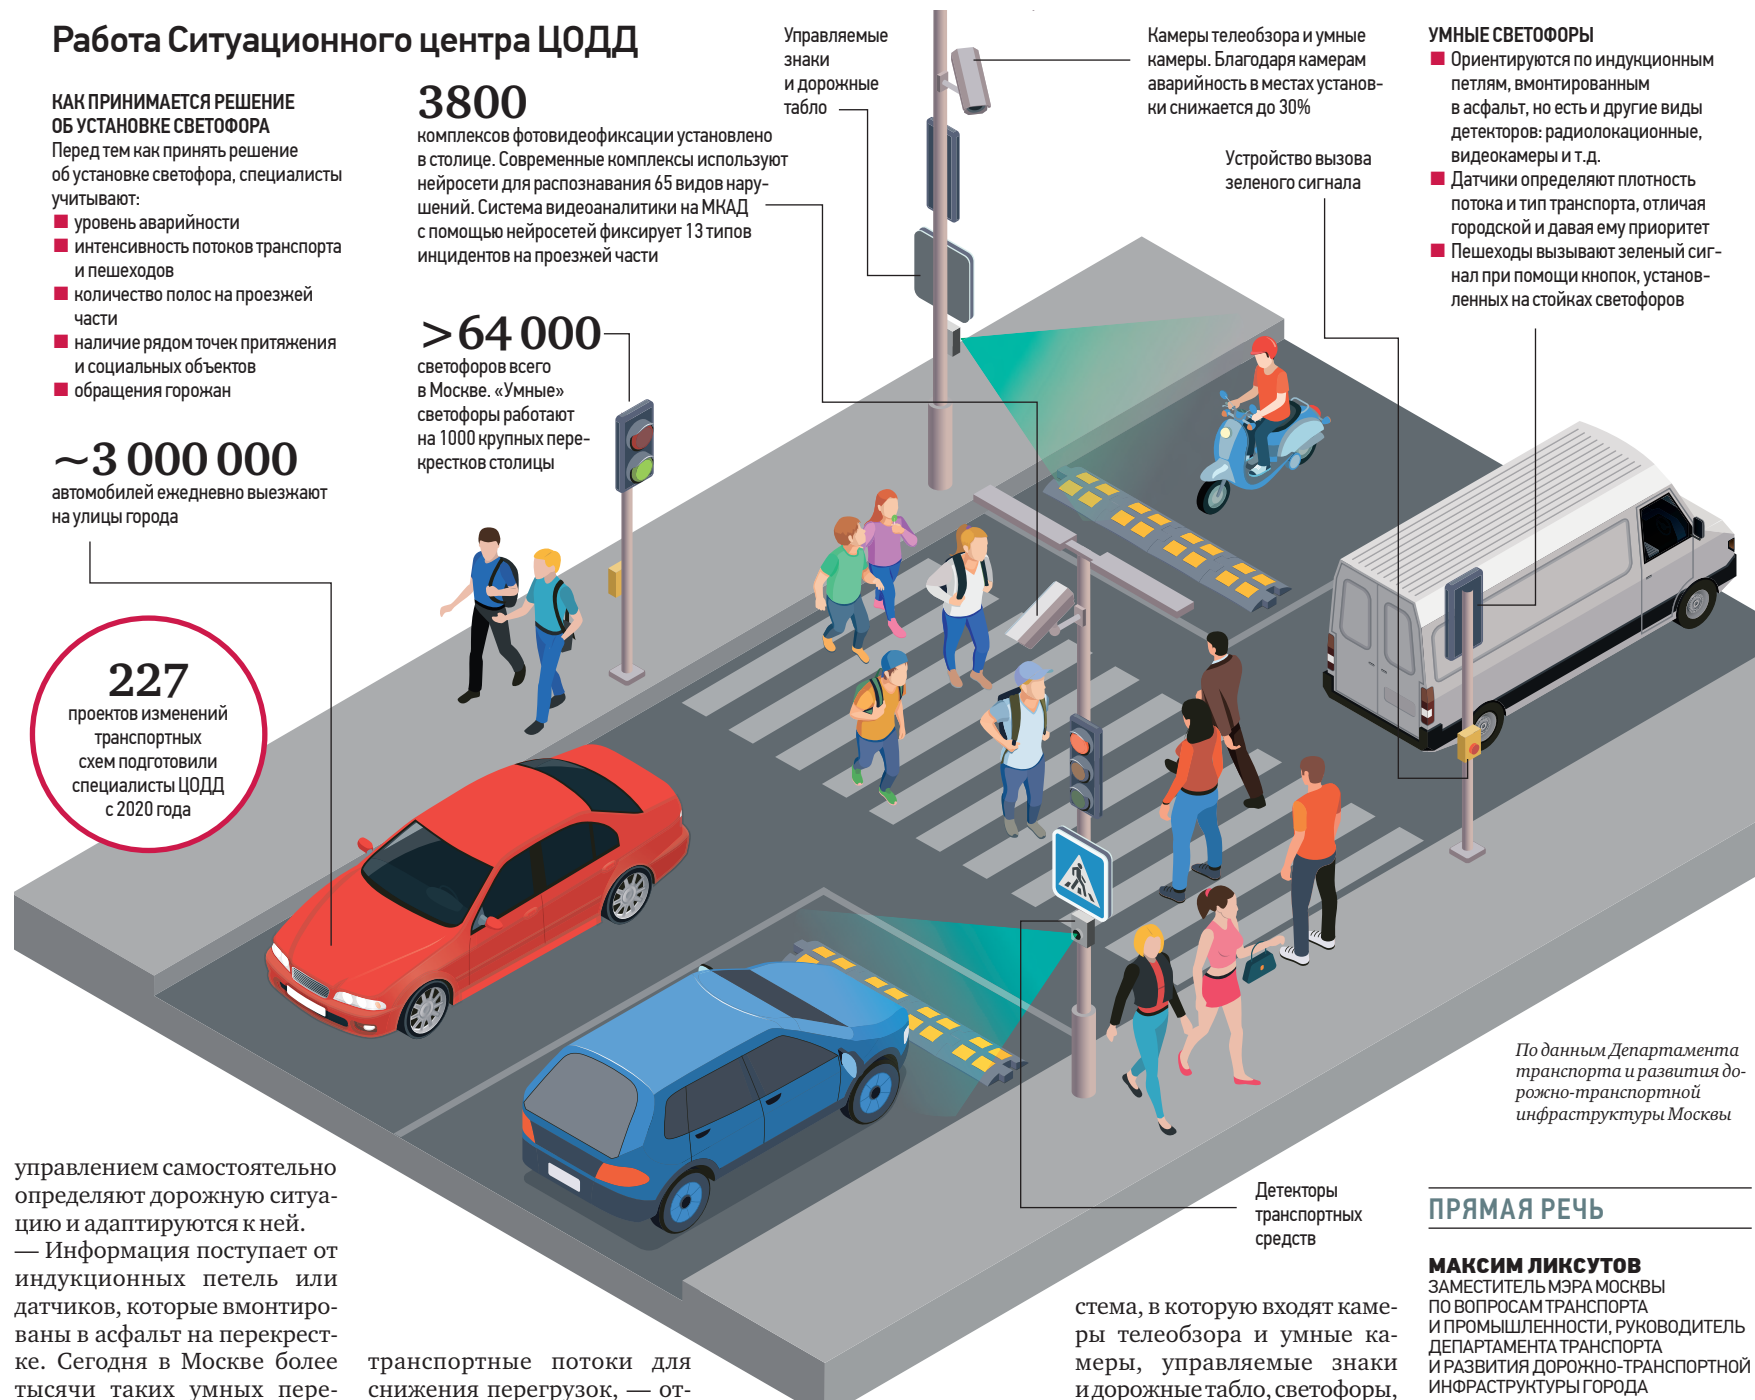 Работа Ситуационного центра ЦОДД
КАК ПРИНИМАЕТСЯ РЕШЕНИЕ
ОБ УСТАНОВКЕ СВЕТОФОРА
Перед тем как принять решение
об установке светофора, специалисты
учитывают:
уровень аварийности
интенсивность потоков транспорта
и пешеходов
количество полос на проезжей
части
наличие рядом точек притяжения
и социальных объектов
обращения горожан
~3 000 000
автомобилей ежедневно выезжают
на улицы города
227
проектов изменений
транспортных
схем подготовили
специалисты ЦОДД
с 2020 года
3800
комплексов фотовидеофиксации установлено
в столице. Современные комплексы используют
нейросети для распознавания 65 видов нару-
шений. Система видеоаналитики на МКАД
с помощью нейросетей фиксирует 13 типов
инцидентов на проезжей части
>64 000
светофоров всего
в Москве. «Умные»
светофоры работают
на 1000 крупных пере-
крестков столицы
Управляемые
знаки
и дорожные
табло
Камеры телеобзора и умные
камеры. Благодаря камерам
аварийность в местах установ-
ки снижается до 30%
Устройство вызова
зеленого сигнала
УМНЫЕ СВЕТОФОРЫ
Ориентируются по индукционным
петлям, вмонтированным
в асфальт, но есть и другие виды
детекторов: радиолокационные,
видеокамеры и т.д.
Датчики определяют плотность
потока и тип транспорта, отличая
городской и давая ему приоритет
Пешеходы вызывают зеленый сиг-
нал при помощи кнопок, установ-
ленных на стойках светофоров
Детекторы
транспортных
средств
По данным Департамента
транспорта и развития до-
рожно-транспортной
инфраструктуры Москвы
управлением самостоятельно
определяют дорожную ситуа-
цию и адаптируются к ней.
— Информация поступает от
индукционных петель или
датчиков, которые вмонтиро-
ваны в асфальт на перекрест-
ке. Сегодня в Москве более
тысячи таких умных пере-
транспортные потоки для
снижения перегрузок, — от-
стема, в которую входят каме-
ры телеобзора и умные ка-
меры, управляемые знаки
и дорожные табло, светофоры,
ПРЯМАЯ РЕЧЬ
МАКСИМ ЛИКСУТОВ
ЗАМЕСТИТЕЛЬ МЭРА МОСКВЫ
ПО ВОПРОСАМ ТРАНСПОРТА
И ПРОМЫШЛЕННОСТИ, РУКОВОДИТЕЛЬ
ДЕПАРТАМЕНТА ТРАНСПОРТА
И РАЗВИТИЯ ДОРОЖНО-ТРАНСПОРТНОЙ
ИНФРАСТРУКТУРЫ ГОРОДА